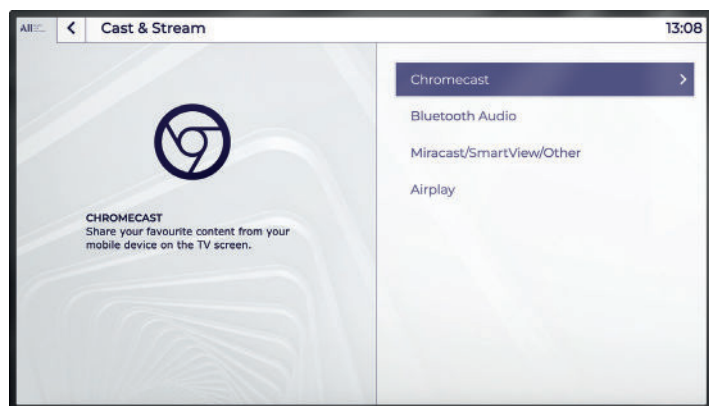 All
Cast & Stream
13:08
CHROMECAST
Share your favourite content from your
mobile device on the TV screen.
Chromecast
Bluetooth Audio
Miracast/SmartView/Other
Airplay